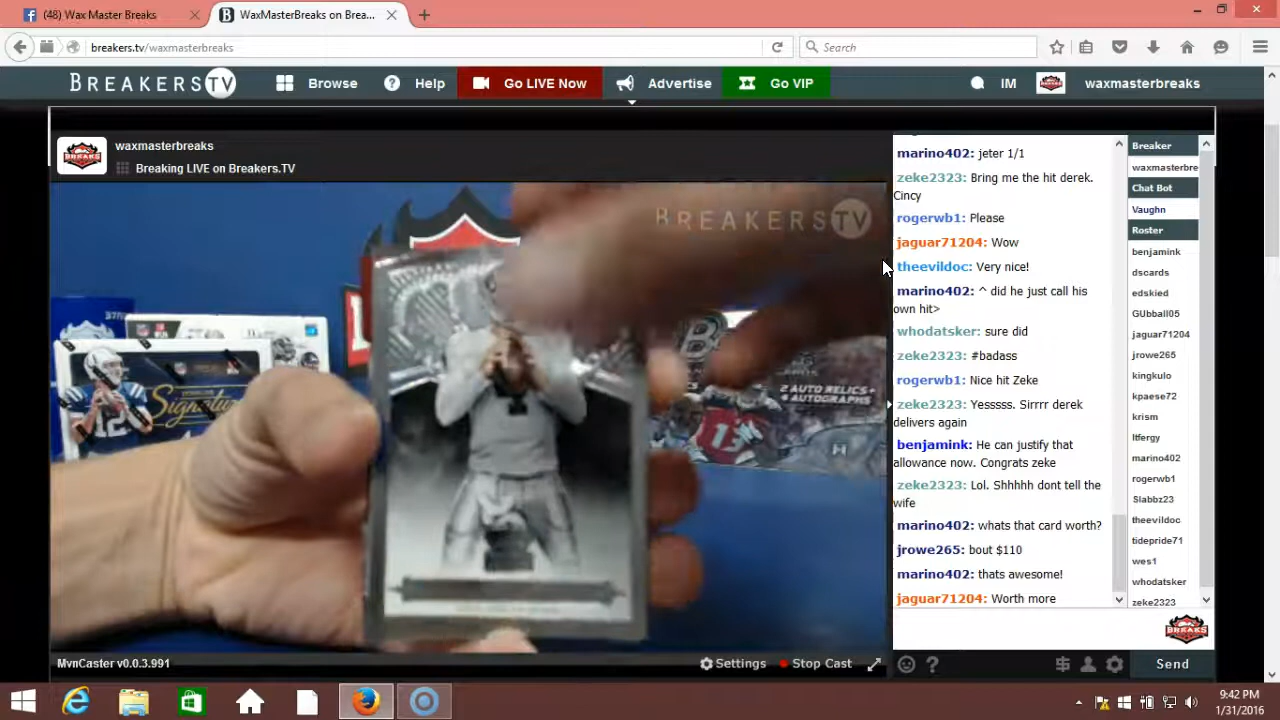 (48) Wax Master Breaks
WaxMasterBreaks on Brea...
breakers.tv/waxmasterbreaks
Search
BREAKERS TV
Browse
Help
Go LIVE Now
Advertise
Go VIP
IM
waxmasterbreaks
waxmasterbreaks
Breaking LIVE on Breakers.TV
BREAKERS TV
Signature
12
13
2 AUTO RELICS +
4 AUTOGRAPHS
marino402: jeter 1/1
zeke2323: Bring me the hit derek.
Cincy
rogerwb1: Please
jaguar71204: Wow
theevildoc: Very nice!
marino402: ^ did he just call his
own hit>
whodatsker: sure did
zeke2323: #badass
rogerwb1: Nice hit Zeke
zeke2323: Yesssss. Sirrrr derek
delivers again
benjamink: He can justify that
allowance now. Congrats zeke
zeke2323: Lol. Shhhhh dont tell the
wife
marino402: whats that card worth?
jrowe265: bout $110
marino402: thats awesome!
jaguar71204: Worth more
Breaker
waxmasterbre
Chat Bot
Vaughn
Roster
benjamink
dscards
edskied
GUbball05
jaguar71204
jrowe265
kingkulo
kpaese72
krism
ltfergy
marino402
rogerwb1
Slabbz23
theevildoc
tidepride71
wes1
whodatsker
zeke2323
BREAKS
MvnCaster v0.0.3.991
Settings
Stop Cast
Send
9:42 PM
1/31/2016